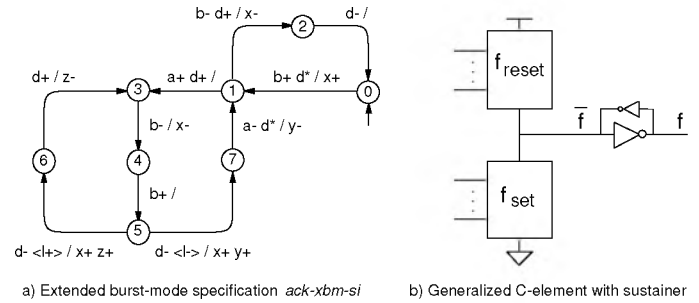 b- d+ / x-
2
d- /
d+ / z-
3
a+ d+ /
1
b+ d* / x+
0
b- / x-
a- d* / y-
6
4
7
b+ /
5
d- <l+> / x+ z+
d- <l-> / x+ y+
a) Extended burst-mode specification ack-xbm-si
f reset
f
f
f set
b) Generalized C-element with sustainer